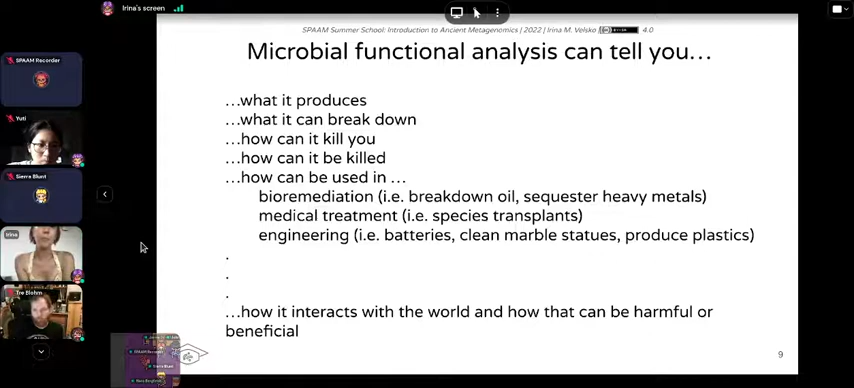 Irina's screen
SPAAM Summer School: Introduction to Ancient Metagenomics | 2022 | Irina M. Velsko 4.0
Microbial functional analysis can tell you…
SPAAM Recorder
…what it produces
…what it can break down
Yuti
…how can it kill you
…how can it be killed
Sierra Blunt
…how can be used in …
bioremediation (i.e. breakdown oil, sequester heavy metals)
medical treatment (i.e. species transplants)
Irina
engineering (i.e. batteries, clean marble statues, produce plastics)
.
.
Tre Blohm
.
…how it interacts with the world and how that can be harmful or
beneficial
9